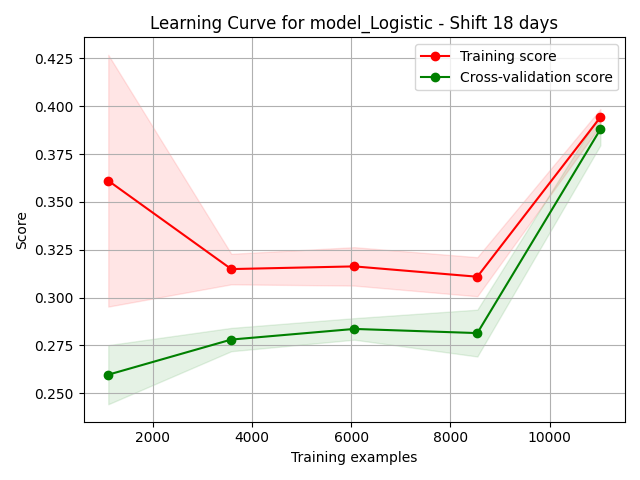 Learning Curve for model_Logistic - Shift 18 days
Training score
Cross-validation score
Score
0.425
0.400
0.375
0.350
0.325
0.300
0.275
0.250
2000
4000
6000
8000
10000
Training examples